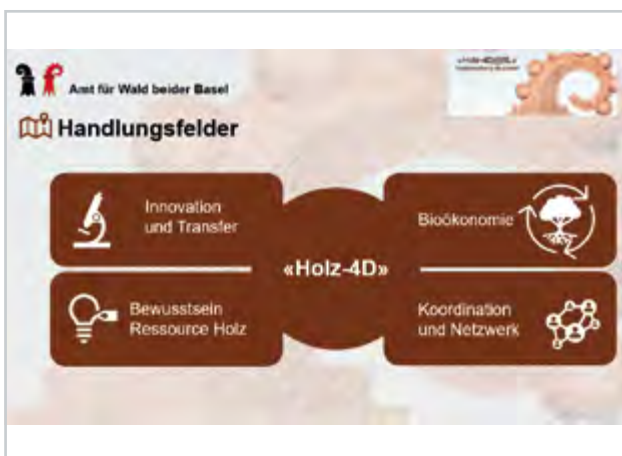 Amt für Wald beider Basel
Handlungsfelder
Innovation
und Transfer
Bioökonomie
«Holz-4D»
Bewusstsein
Ressource Holz
Koordination
und Netzwerk